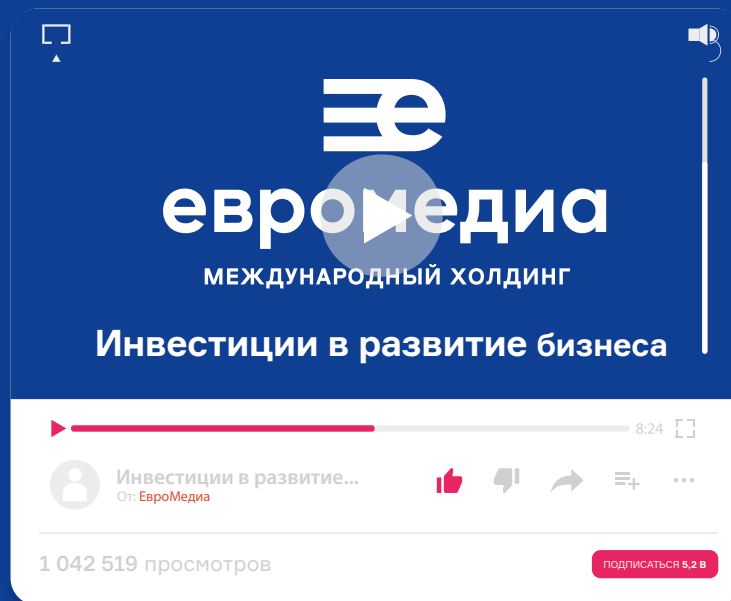 евромедиа
МЕЖДУНАРОДНЫЙ ХОЛДИНГ
Инвестиции в развитие бизнеса
8:24
Инвестиции в развитие...
От: ЕвроМедиа
1 042 519 просмотров
ПОДПИСАТЬСЯ 5,2 В